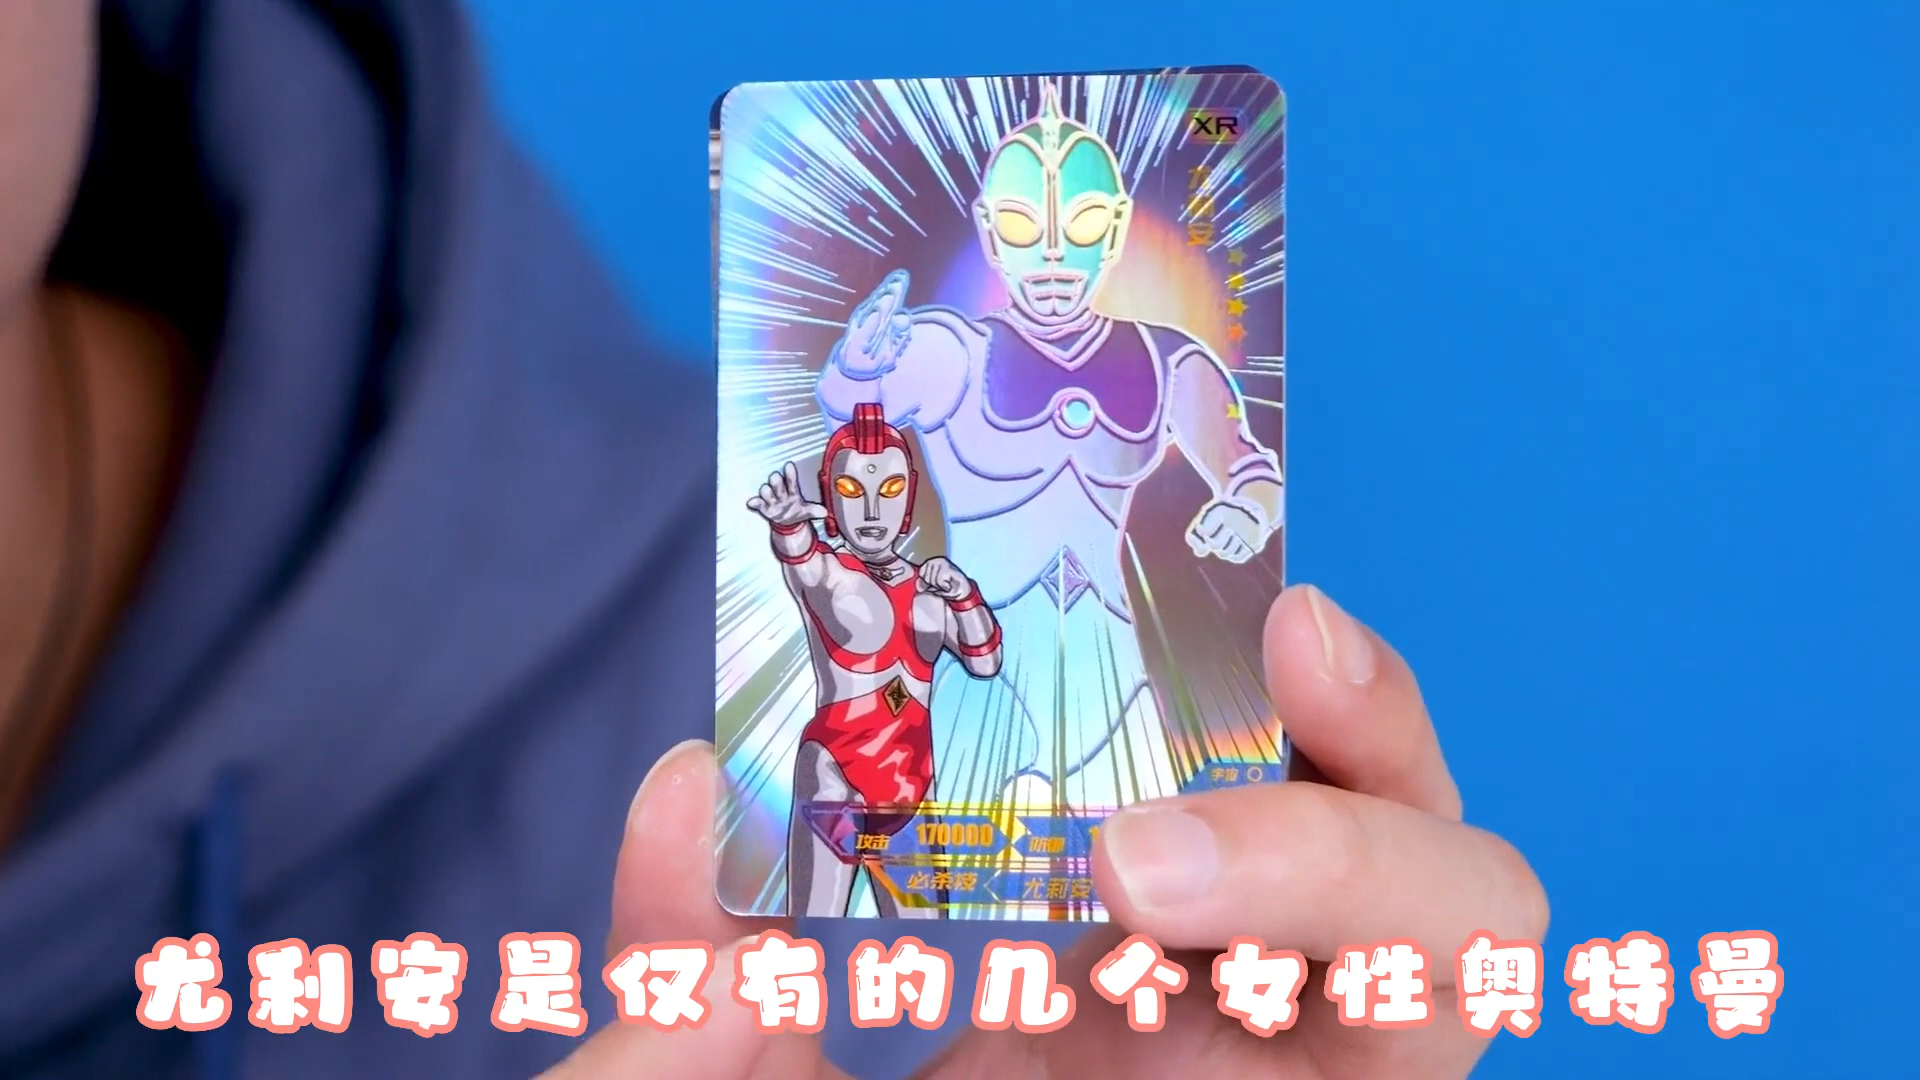 XR
尤莉安
宇宙
攻击 170000 防御
必杀技 尤莉安
尤利安是仅有的几个女性奥特曼